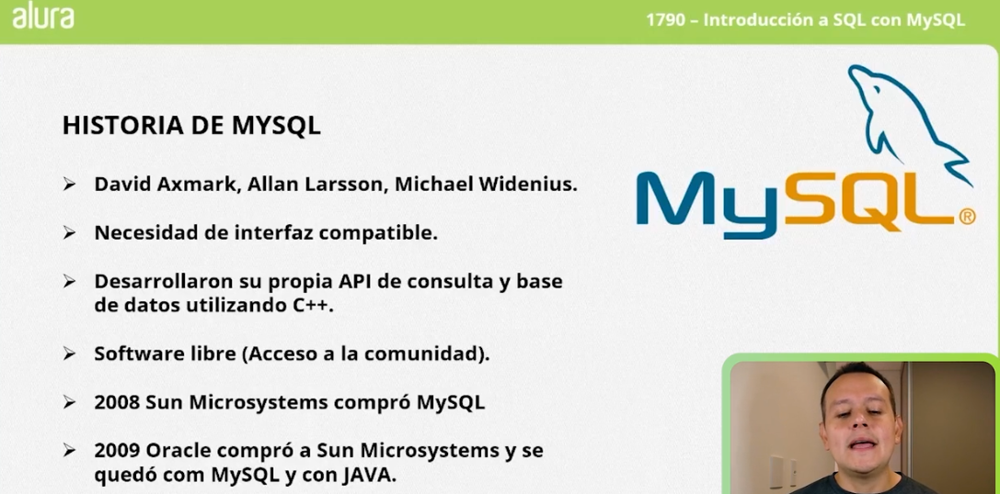 alura
1790 – Introducción a SQL con MySQL
HISTORIA DE MYSQL
➢ David Axmark, Allan Larsson, Michael Widenius.
➢ Necesidad de interfaz compatible.
➢ Desarrollaron su propia API de consulta y base
de datos utilizando C++.
➢ Software libre (Acceso a la comunidad).
➢ 2008 Sun Microsystems compró MySQL
➢ 2009 Oracle compró a Sun Microsystems y se
quedó com MySQL y con JAVA.
MySQL®